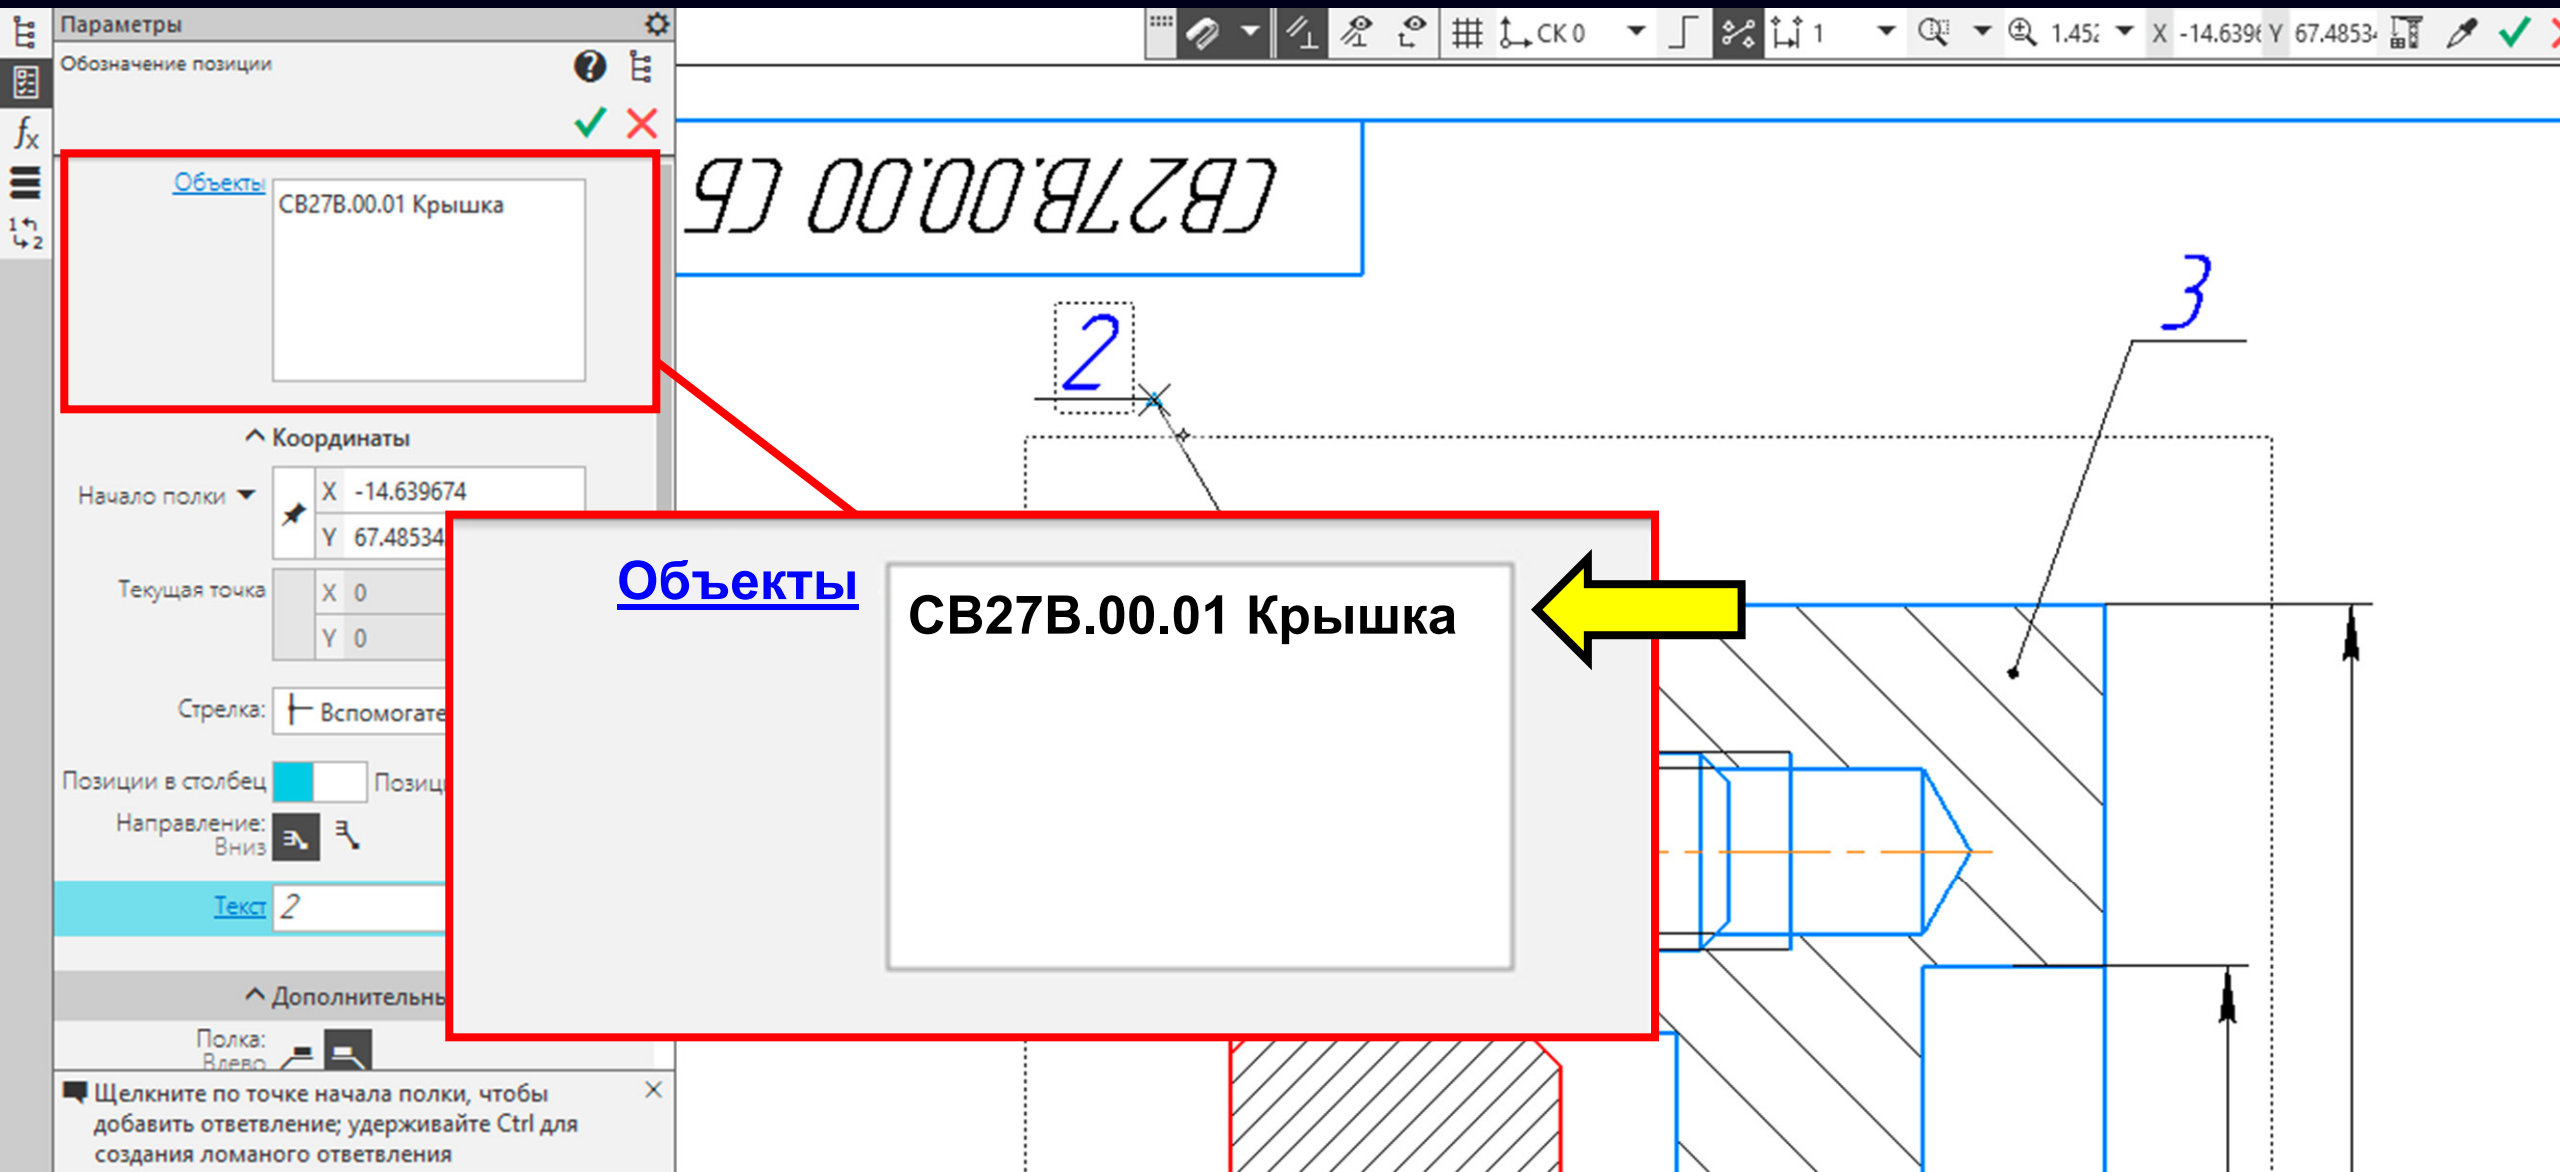 Параметры
Обозначение позиции
СК 0
1
1.45
X -14.639 Y 67.4853
Объекты
СВ27В.00.01 Крышка
СВ27В.00.00 СБ
2
3
Координаты
Начало полки
X -14.639674
Y 67.48534
Текущая точка
X 0
Y 0
Стрелка:
Вспомогате
Позиции в столбец
Позиц
Направление:
Вниз
Текст 2
Дополнительн
Полка:
Влево
Щелкните по точке начала полки, чтобы
добавить ответвление; удерживайте Ctrl для
создания ломаного ответвления
Объекты
СВ27В.00.01 Крышка